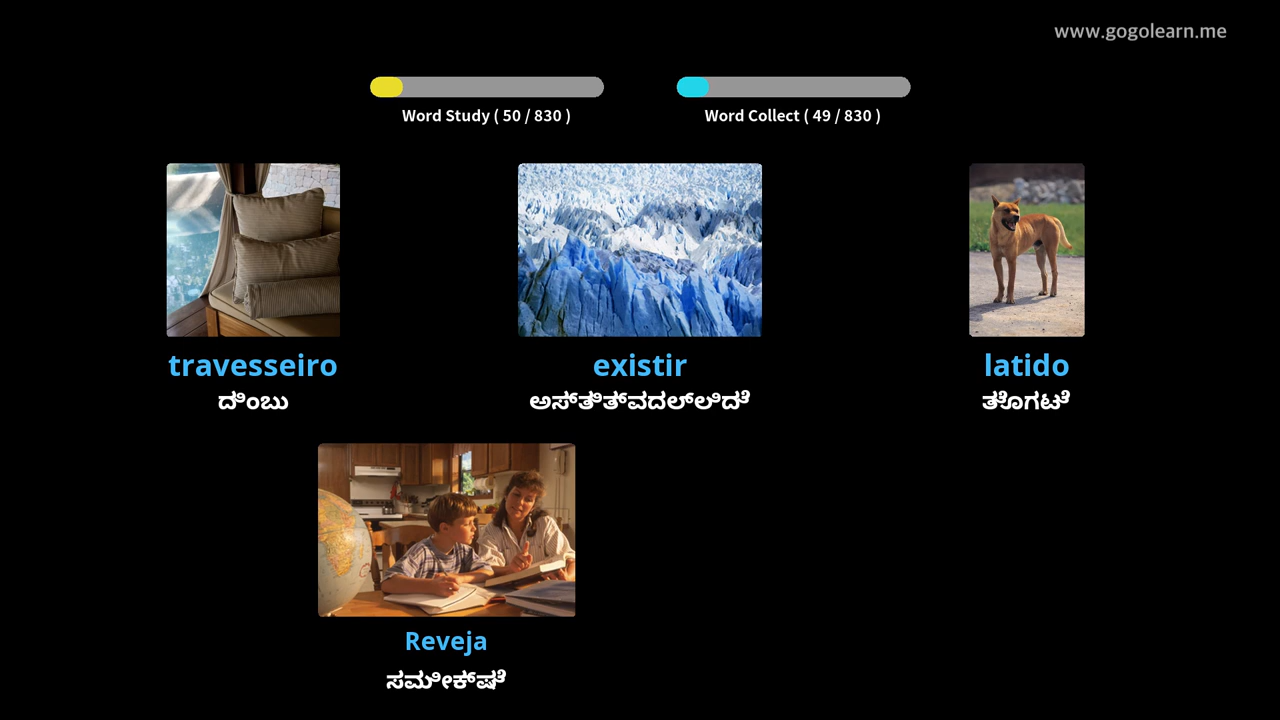 www.gogolearn.me
Word Study ( 50 / 830 )
Word Collect ( 49 / 830 )
travesseiro
existir
latido
ದಿಂಬು
ಅಸ್ತಿತ್ವದಲ್ಲಿದೆ
ತೊಗಟೆ
Reveja
ಸಮೀಕ್ಷೆ